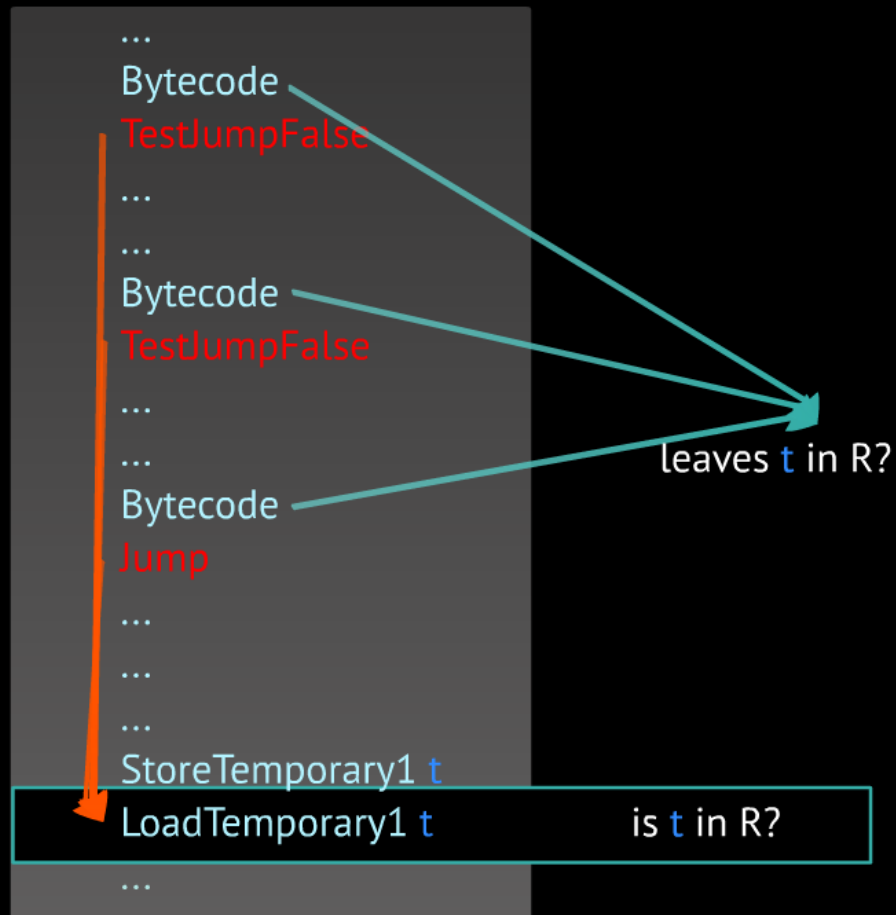 ...
Bytecode
TestJumpFalse
...
...
Bytecode
TestJumpFalse
...
...
leaves t in R?
Bytecode
Jump
...
...
...
StoreTemporary1 t
LoadTemporary1 t is t in R?
...